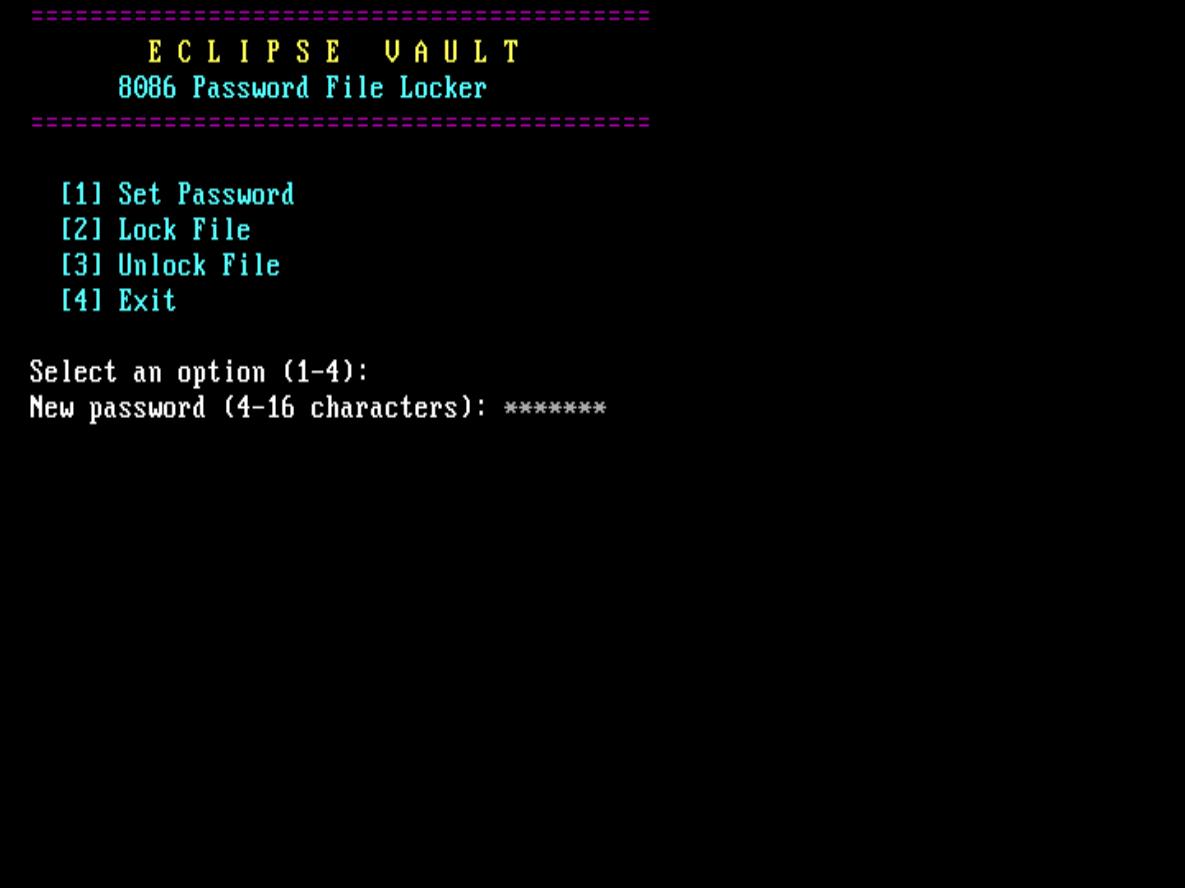 ==========================================
E C L I P S E   V A U L T
8086 Password File Locker
==========================================
[1] Set Password
[2] Lock File
[3] Unlock File
[4] Exit
Select an option (1-4):
New password (4-16 characters): *******